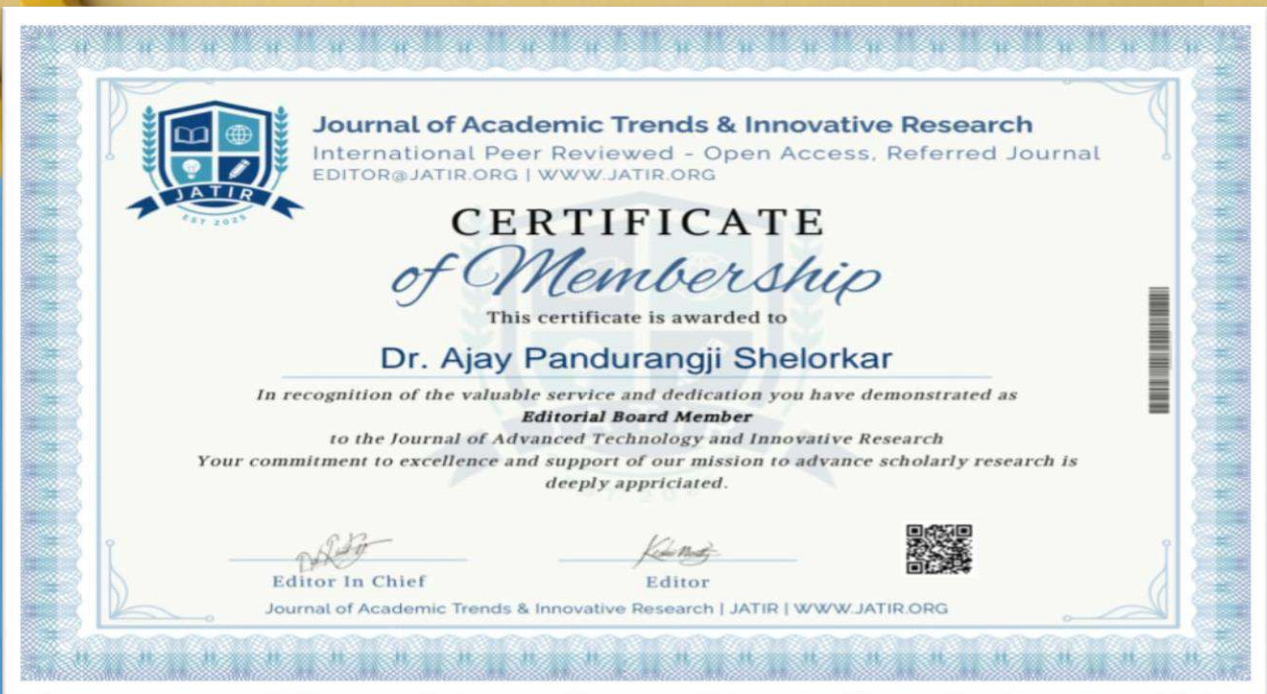 JATIR
EST 2025
Journal of Academic Trends & Innovative Research
International Peer Reviewed - Open Access, Referred Journal
EDITOR@JATIR.ORG | WWW.JATIR.ORG
CERTIFICATE
of Membership
This certificate is awarded to
Dr. Ajay Pandurangji Shelorkar
In recognition of the valuable service and dedication you have demonstrated as
Editorial Board Member
to the Journal of Advanced Technology and Innovative Research
Your commitment to excellence and support of our mission to advance scholarly research is
deeply appriciated.
Editor In Chief
Editor
Journal of Academic Trends & Innovative Research | JATIR | WWW.JATIR.ORG